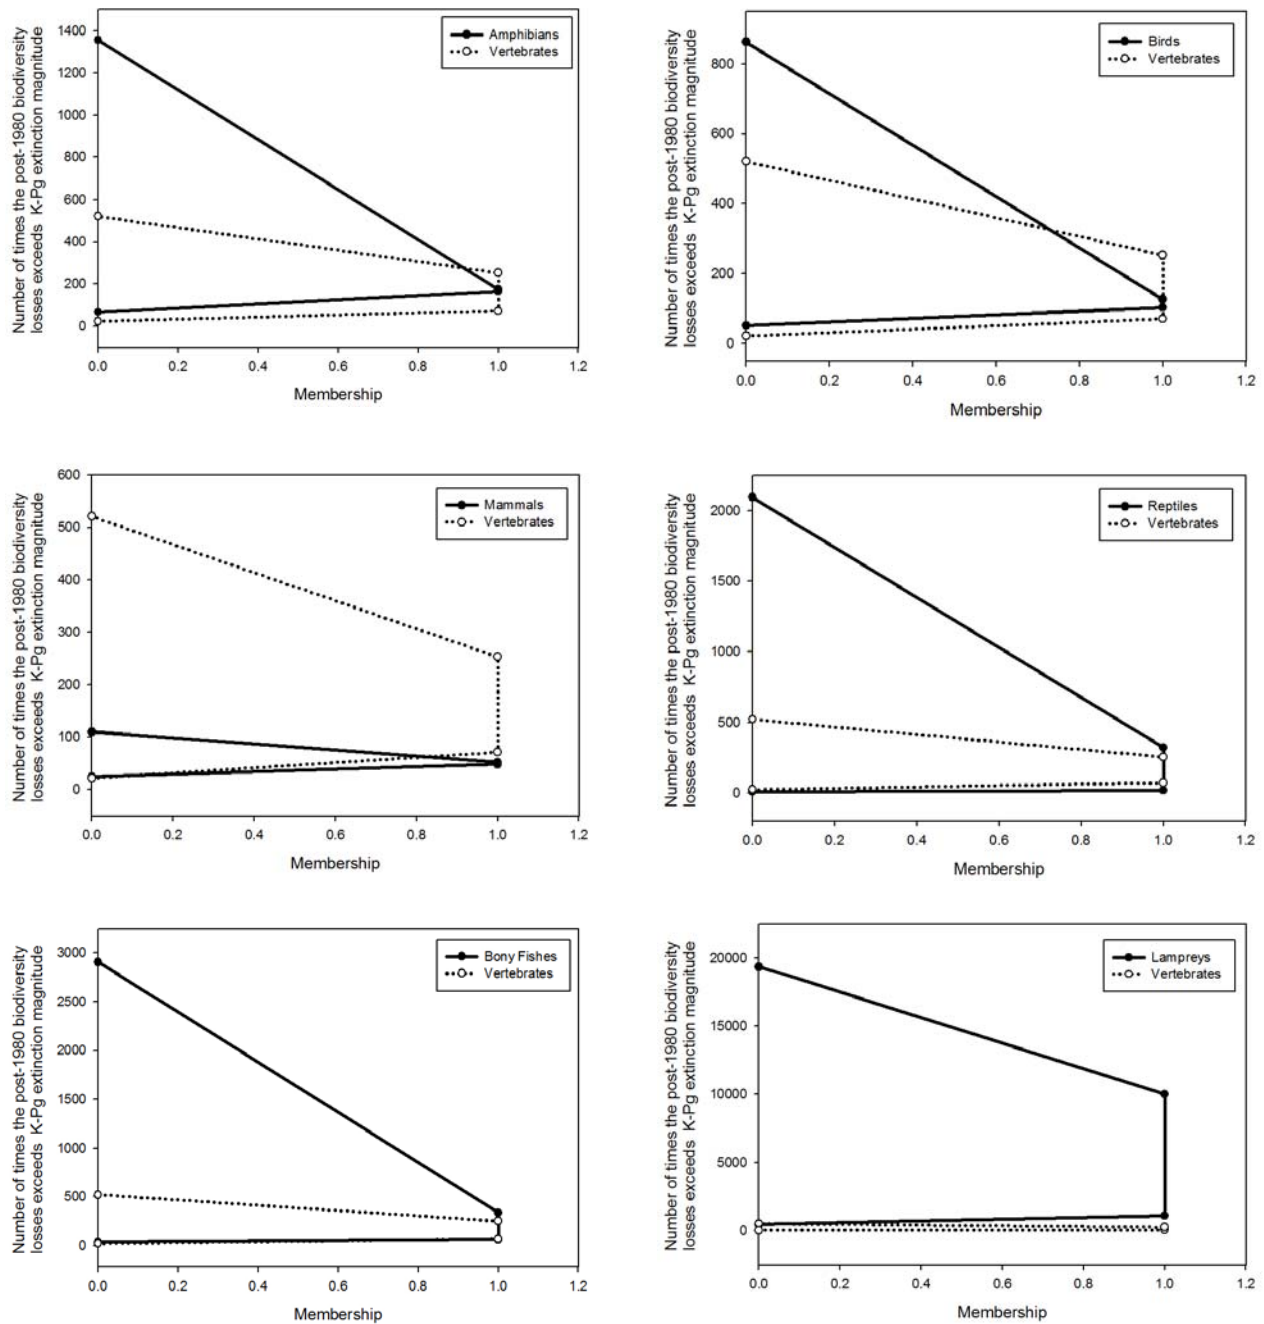 Number of times the post-1980 biodiversity
losses exceeds K-Pg extinction magnitude
1400
1200
1000
800
600
400
200
0
Amphibians
Vertebrates
0.0 0.2 0.4 0.6 0.8 1.0 1.2
Membership
Number of times the post-1980 biodiversity
losses exceeds K-Pg extinction magnitude
800
600
400
200
0
Birds
Vertebrates
0.0 0.2 0.4 0.6 0.8 1.0 1.2
Membership
Number of times the post-1980 biodiversity
losses exceeds K-Pg extinction magnitude
600
500
400
300
200
100
0
Mammals
Vertebrates
0.0 0.2 0.4 0.6 0.8 1.0 1.2
Membership
Number of times the post-1980 biodiversity
losses exceeds K-Pg extinction magnitude
2000
1500
1000
500
0
Reptiles
Vertebrates
0.0 0.2 0.4 0.6 0.8 1.0 1.2
Membership
Number of times the post-1980 biodiversity
losses exceeds K-Pg extinction magnitude
3000
2500
2000
1500
1000
500
0
Bony Fishes
Vertebrates
0.0 0.2 0.4 0.6 0.8 1.0 1.2
Membership
Number of times the post-1980 biodiversity
losses exceeds K-Pg extinction magnitude
20000
15000
10000
5000
0
Lampreys
Vertebrates
0.0 0.2 0.4 0.6 0.8 1.0 1.2
Membership